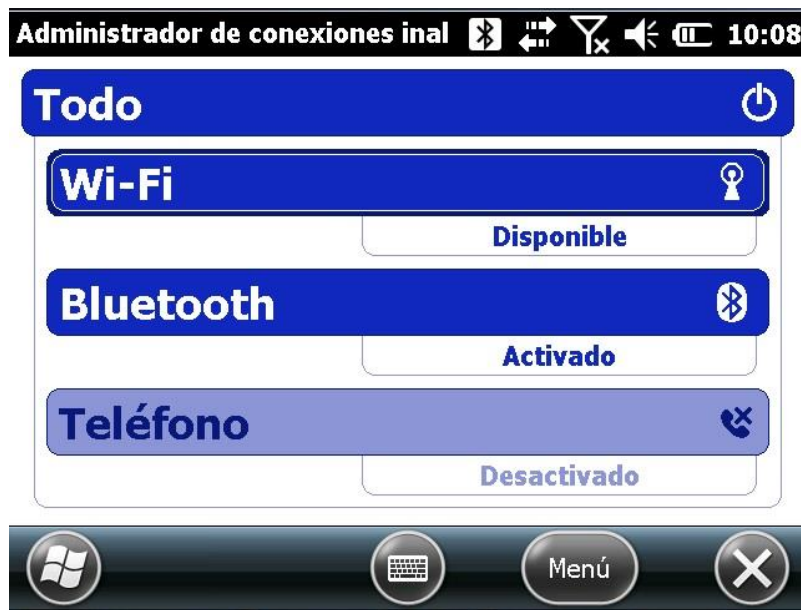 Administrador de conexiones inal 10:08
Todo
Wi-Fi
Disponible
Bluetooth
Activado
Teléfono
Desactivado
Menú